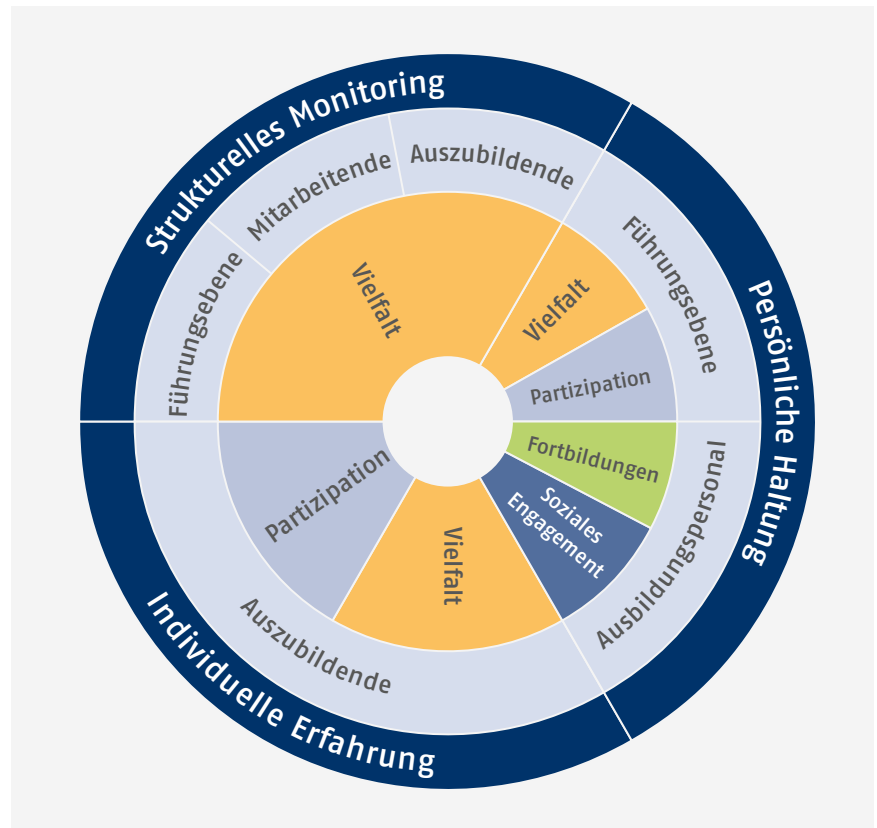 Strukturelles Monitoring
Führungsebene
Mitarbeitende
Auszubildende
Vielfalt
Persönliche Haltung
Führungsebene
Vielfalt
Partizipation
Ausbildungspersonal
Fortbildungen
Soziales
Engagement
Individuelle Erfahrung
Auszubildende
Vielfalt
Partizipation